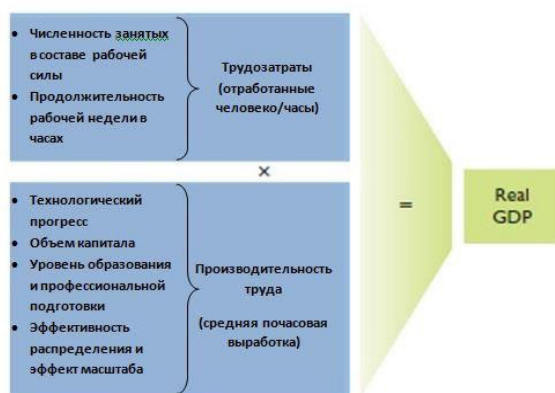 • Численность занятых
в составе рабочей
силы
• Продолжительность
рабочей недели в
часах
Трудозатраты
(отработанные
человеко/часы)
×
• Технологический
прогресс
• Объем капитала
• Уровень образования
и профессиональной
подготовки
• Эффективность
распределения и
эффект масштаба
Производительность
труда
(средняя почасовая
выработка)
=
Real
GDP